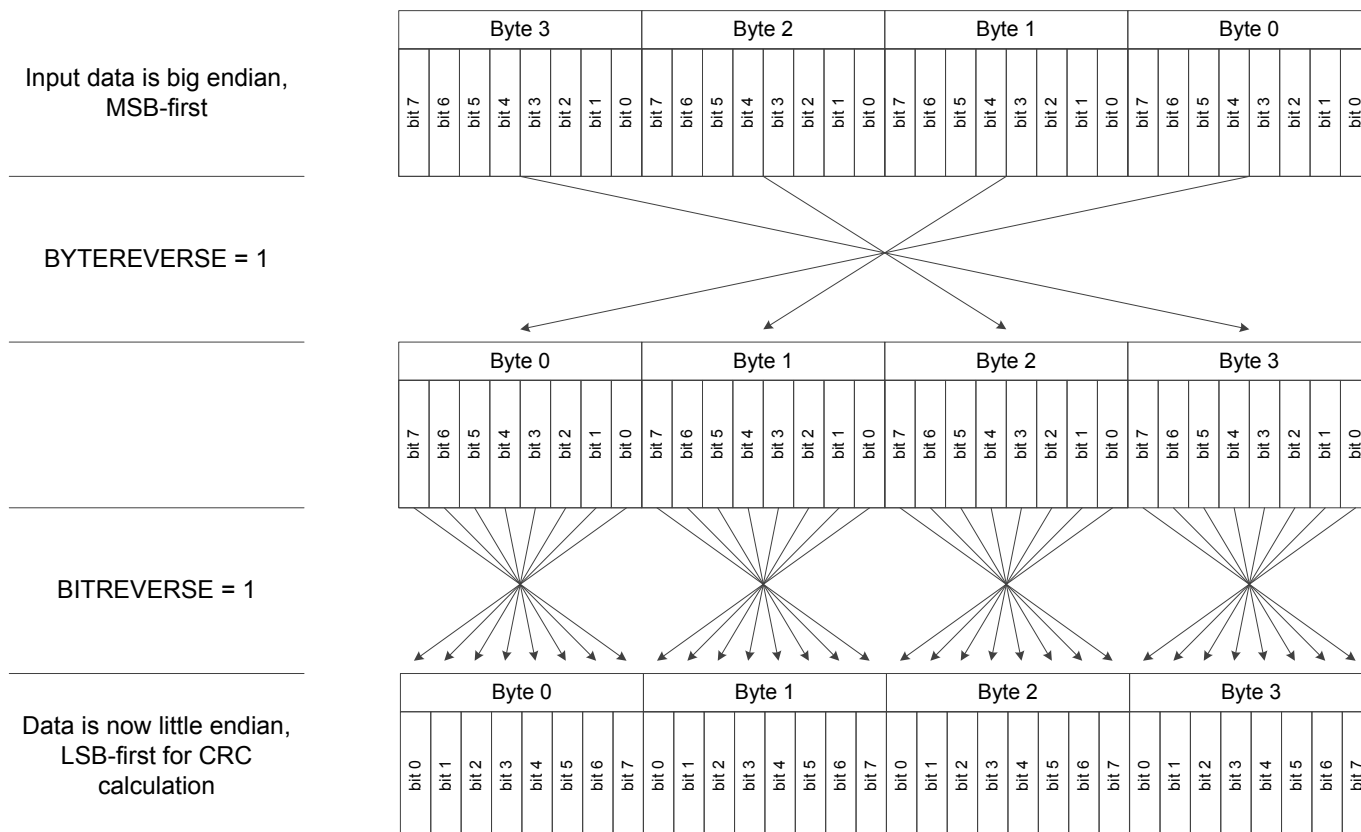 Byte 3 Byte 2 Byte 1 Byte 0
Input data is big endian,
MSB-first
bit 7 bit 6 bit 5 bit 4 bit 3 bit 2 bit 1 bit 0 bit 7 bit 6 bit 5 bit 4 bit 3 bit 2 bit 1 bit 0 bit 7 bit 6 bit 5 bit 4 bit 3 bit 2 bit 1 bit 0 bit 7 bit 6 bit 5 bit 4 bit 3 bit 2 bit 1 bit 0
BYTEREVERSE = 1
Byte 0 Byte 1 Byte 2 Byte 3
bit 7 bit 6 bit 5 bit 4 bit 3 bit 2 bit 1 bit 0 bit 7 bit 6 bit 5 bit 4 bit 3 bit 2 bit 1 bit 0 bit 7 bit 6 bit 5 bit 4 bit 3 bit 2 bit 1 bit 0 bit 7 bit 6 bit 5 bit 4 bit 3 bit 2 bit 1 bit 0
BITREVERSE = 1
Byte 0 Byte 1 Byte 2 Byte 3
Data is now little endian,
LSB-first for CRC
calculation
bit 0 bit 1 bit 2 bit 3 bit 4 bit 5 bit 6 bit 7 bit 0 bit 1 bit 2 bit 3 bit 4 bit 5 bit 6 bit 7 bit 0 bit 1 bit 2 bit 3 bit 4 bit 5 bit 6 bit 7 bit 0 bit 1 bit 2 bit 3 bit 4 bit 5 bit 6 bit 7